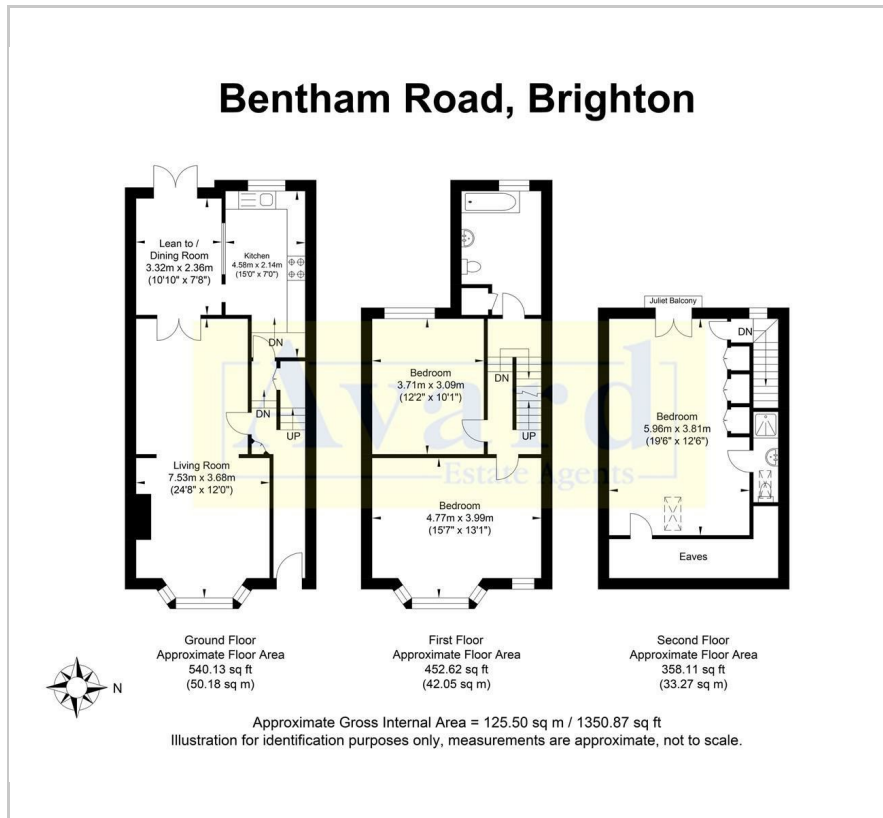 Bentham Road, Brighton
Lean to /
Dining Room
3.32m x 2.36m
(10'10" x 7'8")
Kitchen
4.58m x 2.14m
(15'0" x 7'0")
DN
DN
UP
Living Room
7.53m x 3.68m
(24'8" x 12'0")
Ground Floor
Approximate Floor Area
540.13 sq ft
(50.18 sq m)
Bedroom
3.71m x 3.09m
(12'2" x 10'1")
DN
UP
Bedroom
4.77m x 3.99m
(15'7" x 13'1")
First Floor
Approximate Floor Area
452.62 sq ft
(42.05 sq m)
Juliet Balcony
DN
Bedroom
5.96m x 3.81m
(19'6" x 12'6")
Eaves
Second Floor
Approximate Floor Area
358.11 sq ft
(33.27 sq m)
Avard
Estate Agents
N
Approximate Gross Internal Area = 125.50 sq m / 1350.87 sq ft
Illustration for identification purposes only, measurements are approximate, not to scale.